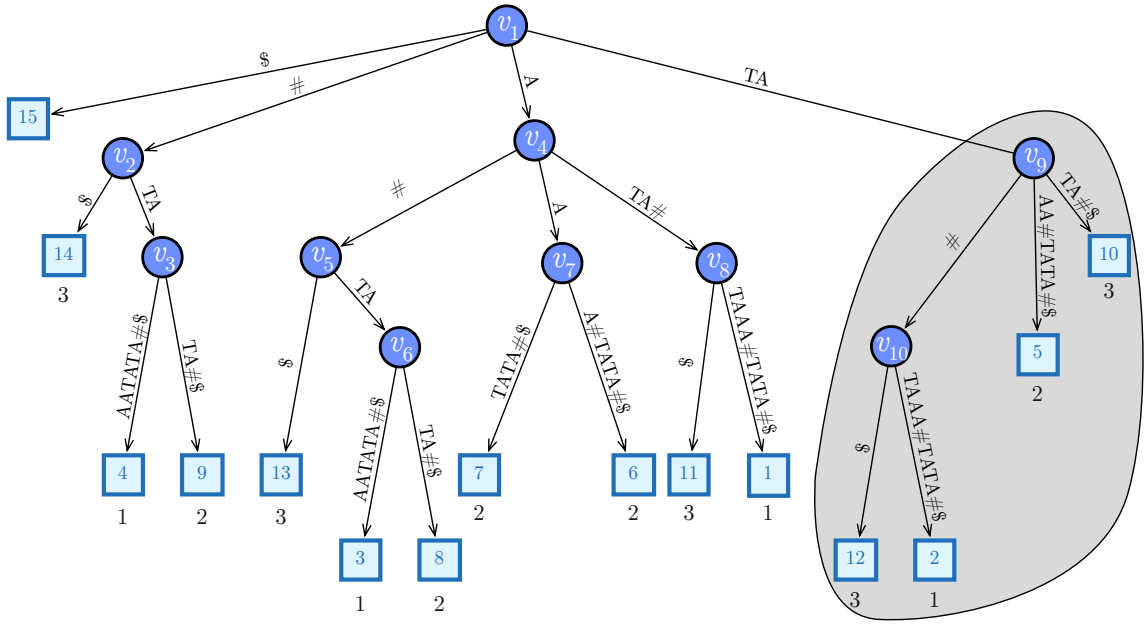 v1
$
#
A
TA
15
v2
v4
v9
$
TA
#
A
TA#
#
AA#TATA#$
TA#$
14
3
v3
v5
v7
v8
10
3
AATATA#$
TA#$
$
TA
TATA#$
A#TATA#$
$
TAAA#TATA#$
v6
v10
5
2
AATATA$
TA#$
$
TAAA#TATA#$
4
1
9
2
13
3
7
2
6
2
11
3
1
1
3
1
8
2
12
3
2
1